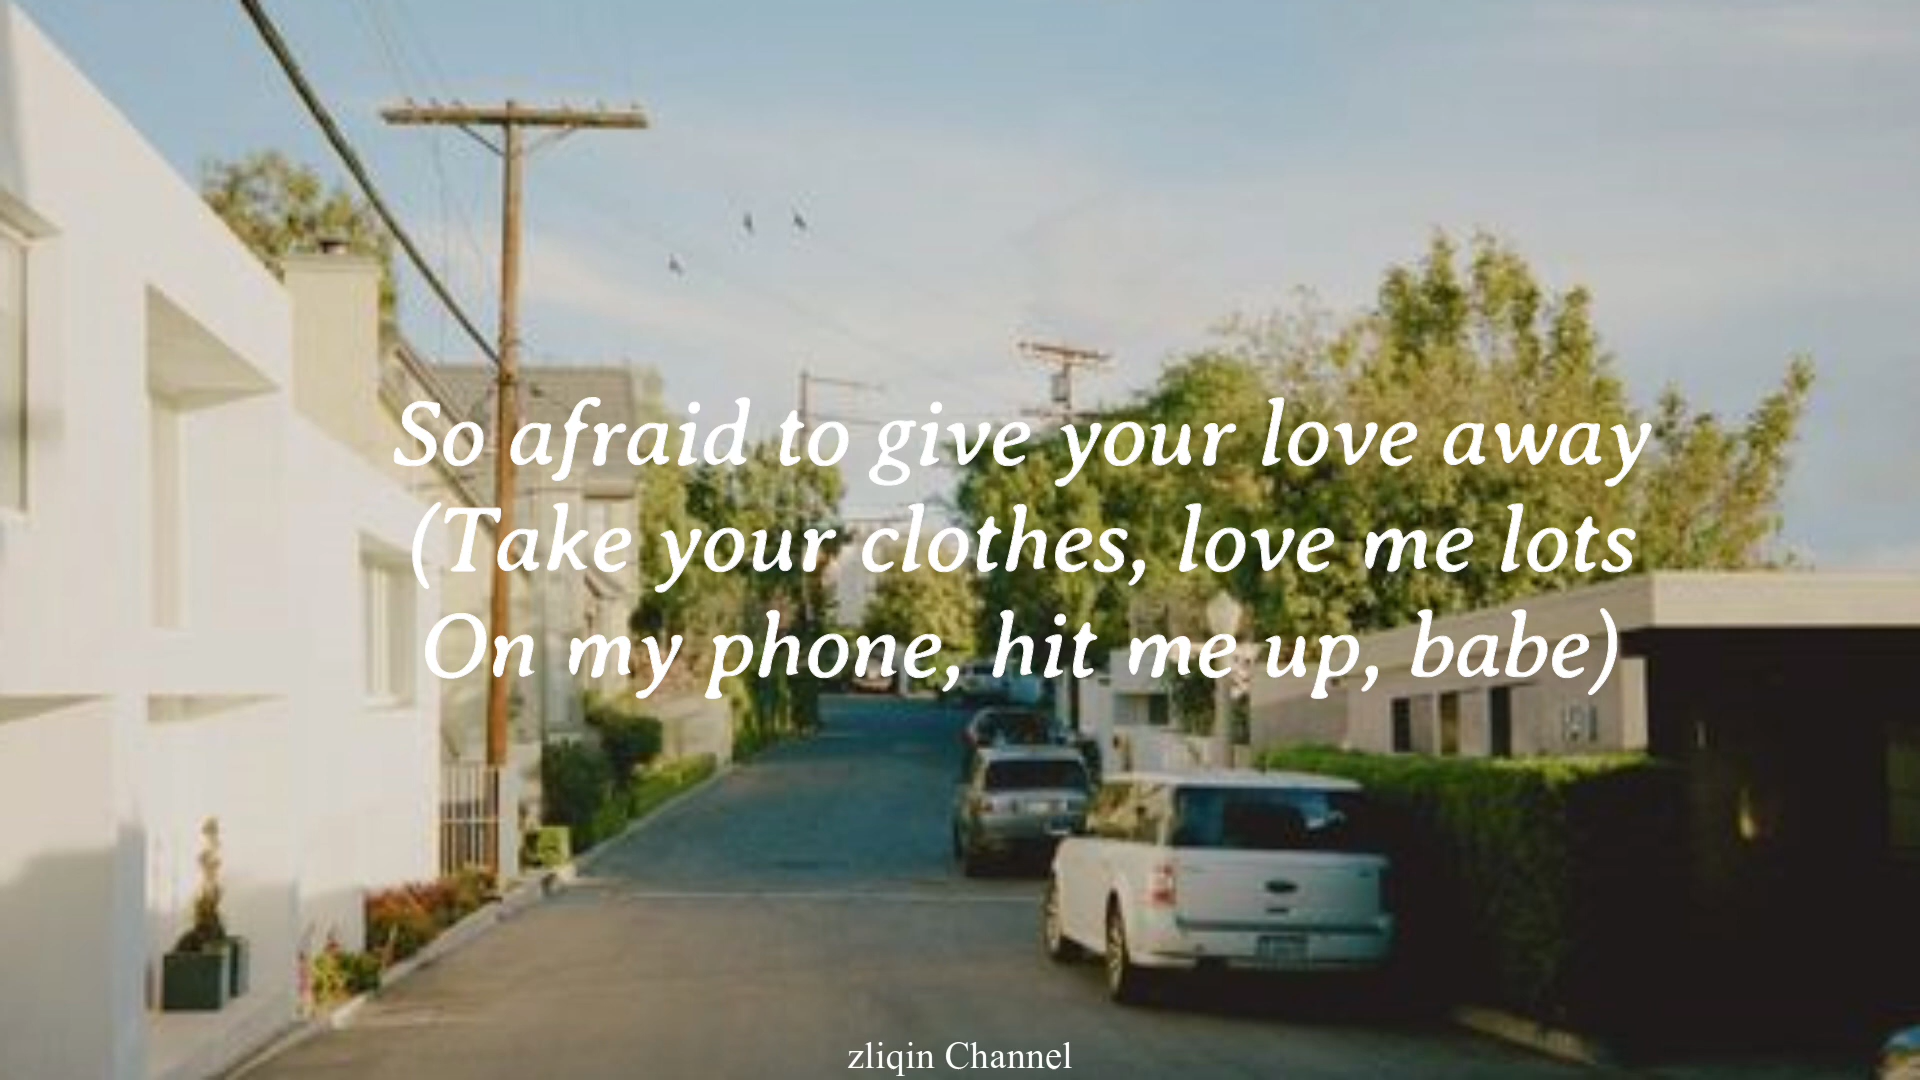 So afraid to give your love away
(Take your clothes, love me lots
On my phone, hit me up, babe)
zliqin Channel